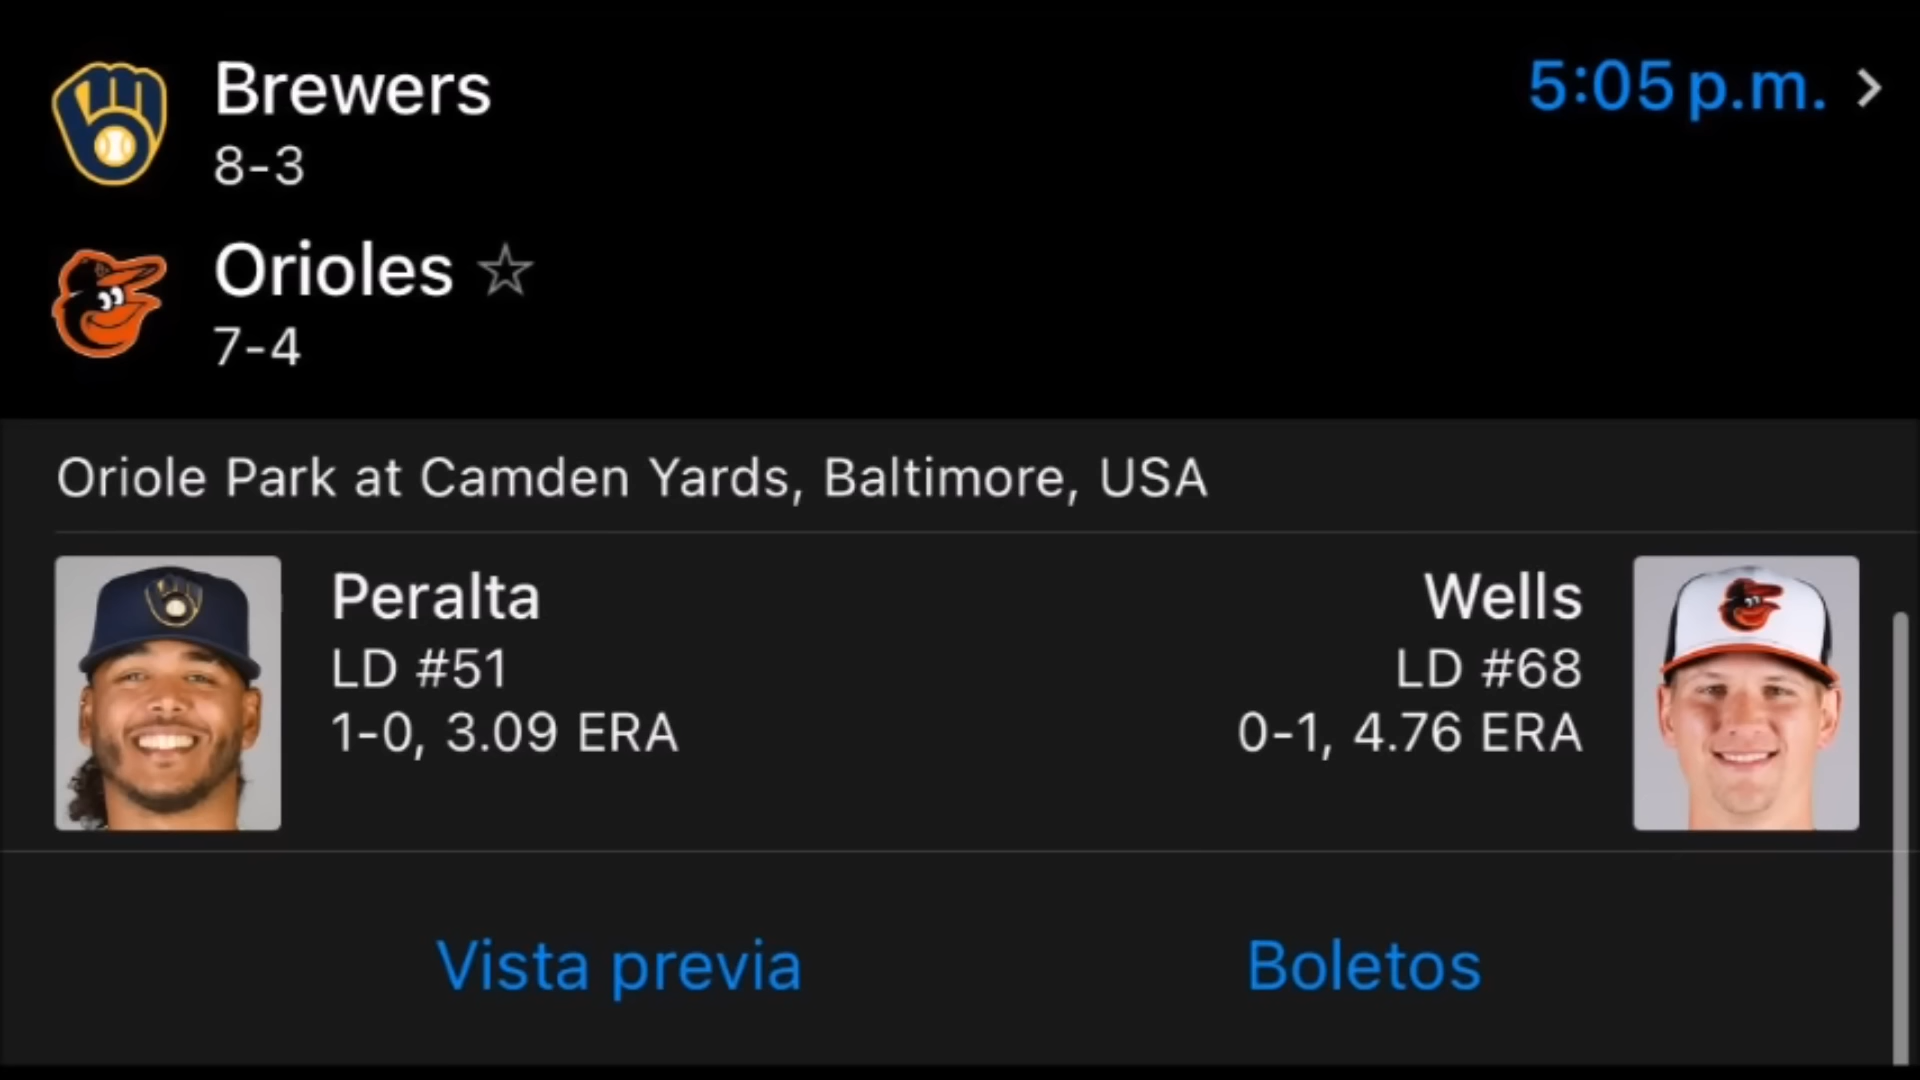 Brewers
8-3
5:05 p.m.
Orioles
7-4
Oriole Park at Camden Yards, Baltimore, USA
Peralta
LD #51
1-0, 3.09 ERA
Wells
LD #68
0-1, 4.76 ERA
Vista previa
Boletos